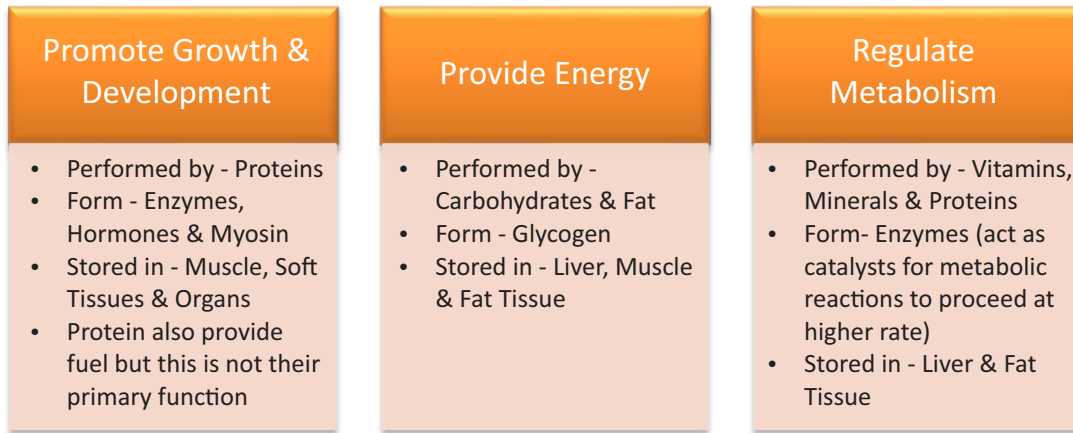 Promote Growth &
Development
• Performed by - Proteins
• Form - Enzymes,
Hormones & Myosin
• Stored in - Muscle, Soft
Tissues & Organs
• Protein also provide
fuel but this is not their
primary function
Provide Energy
• Performed by -
Carbohydrates & Fat
• Form - Glycogen
• Stored in - Liver, Muscle
& Fat Tissue
Regulate
Metabolism
• Performed by - Vitamins,
Minerals & Proteins
• Form- Enzymes (act as
catalysts for metabolic
reactions to proceed at
higher rate)
• Stored in - Liver & Fat
Tissue